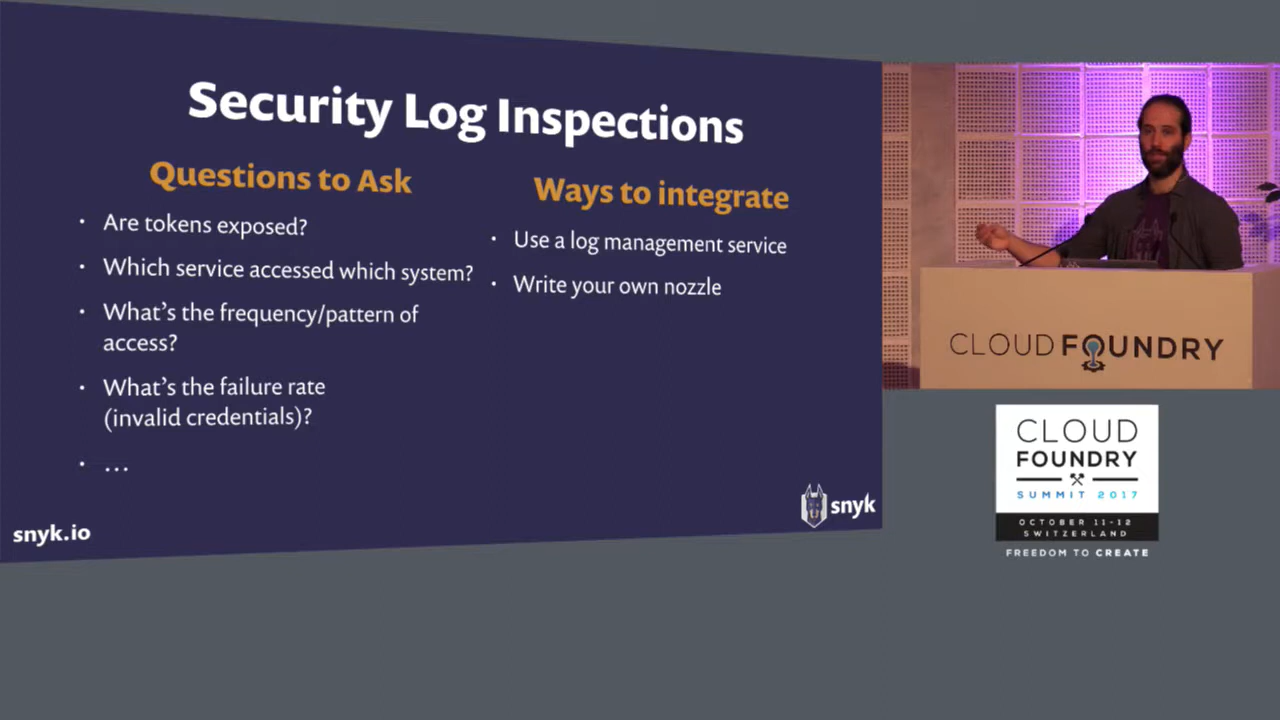 Security Log Inspections
Questions to Ask
• Are tokens exposed?
• Which service accessed which system?
• What's the frequency/pattern of
access?
• What's the failure rate
(invalid credentials)?
• …
Ways to integrate
• Use a log management service
• Write your own nozzle
snyk.io
snyk
CLOUD FOUNDRY
CLOUD
FOUNDRY
SUMMIT 2017
OCTOBER 11-12
SWITZERLAND
FREEDOM TO CREATE